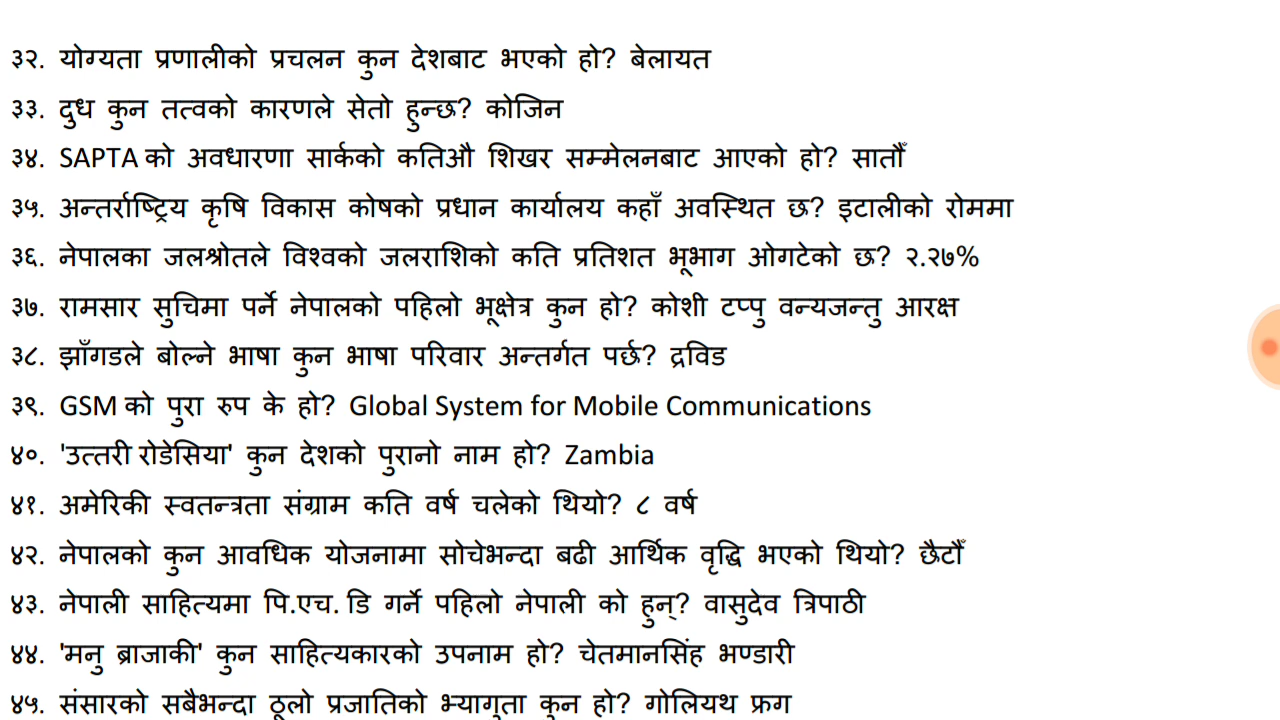 ३२. योग्यता प्रणालीको प्रचलन कुन देशबाट भएको हो? बेलायत
३३. दुध कुन तत्वको कारणले सेतो हुन्छ? कोजिन
३४. SAPTA को अवधारणा सार्कको कतिऔ शिखर सम्मेलनबाट आएको हो? सातौँ
३५. अन्तर्राष्ट्रिय कृषि विकास कोषको प्रधान कार्यालय कहाँ अवस्थित छ? इटालीको रोममा
३६. नेपालका जलश्रोतले विश्वको जलराशिको कति प्रतिशत भूभाग ओगटेको छ? २.२७%
३७. रामसार सुचिमा पर्ने नेपालको पहिलो भूक्षेत्र कुन हो? कोशी टप्पु वन्यजन्तु आरक्ष
३८. झाँगडले बोल्ने भाषा कुन भाषा परिवार अन्तर्गत पर्छ? द्रविड
३९. GSM को पुरा रुप के हो? Global System for Mobile Communications
४०. 'उत्तरी रोडेसिया' कुन देशको पुरानो नाम हो? Zambia
४१. अमेरिकी स्वतन्त्रता संग्राम कति वर्ष चलेको थियो? ८ वर्ष
४२. नेपालको कुन आवधिक योजनामा सोचेभन्दा बढी आर्थिक वृद्धि भएको थियो? छैटौँ
४३. नेपाली साहित्यमा पि.एच. डि गर्ने पहिलो नेपाली को हुन्? वासुदेव त्रिपाठी
४४. 'मनु ब्राजाकी' कुन साहित्यकारको उपनाम हो? चेतमानसिंह भण्डारी
४५. संसारको सबैभन्दा ठूलो प्रजातिको भ्यागुता कुन हो? गोलियथ फ्रग